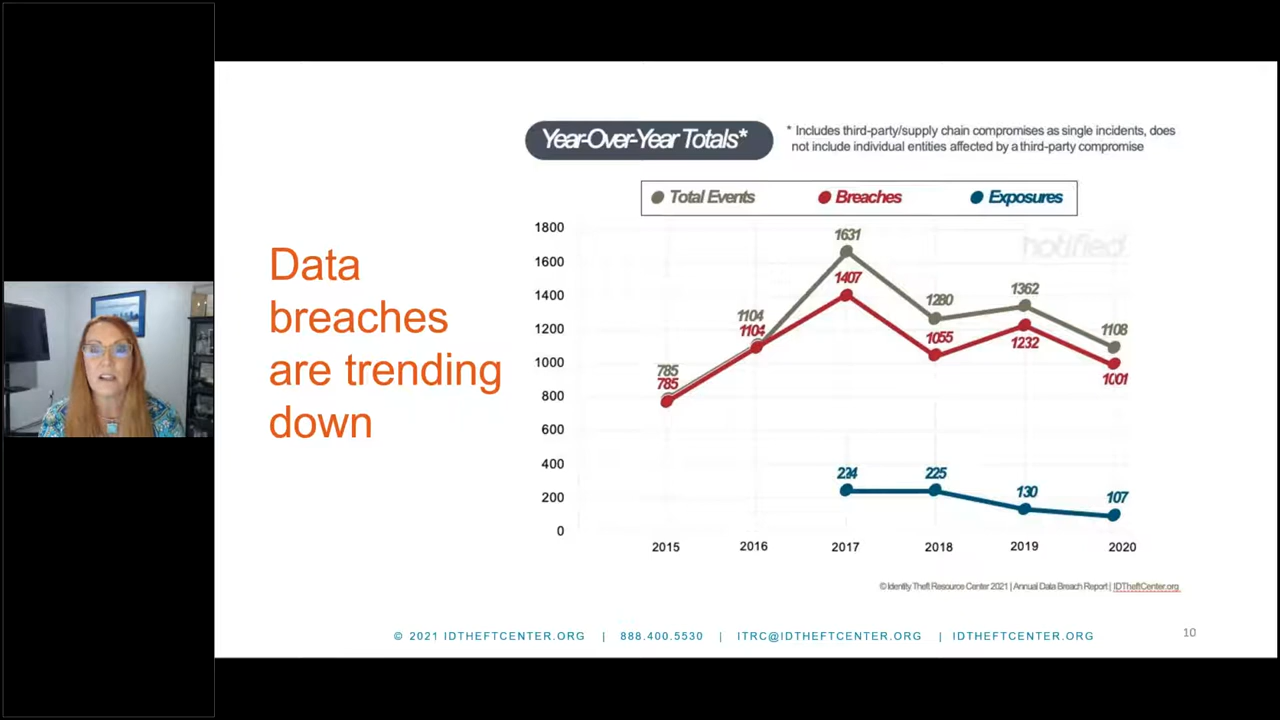 Year-Over-Year Totals*
* Includes third-party/supply chain compromises as single incidents, does
not include individual entities affected by a third-party compromise
Total Events
Breaches
Exposures
Data
breaches
are trending
down
notified
1800
1600
1400
1200
1000
800
600
400
200
0
785
785
1104
1104
1631
1407
1280
1055
1362
1232
1108
1001
224
225
130
107
2015
2016
2017
2018
2019
2020
© Identity Theft Resource Center 2021 | Annual Data Breach Report | IDTheftCenter.org
© 2021 IDTHEFTCENTER.ORG | 888.400.5530 | ITRC@IDTHEFTCENTER.ORG | IDTHEFTCENTER.ORG
10